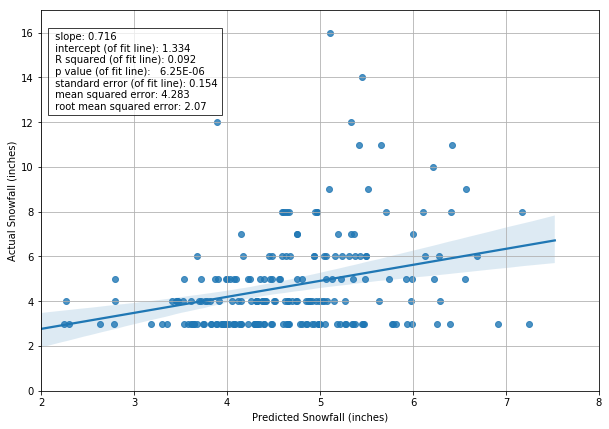 16
14
12
10
8
6
4
2
0
Actual Snowfall (inches)
slope: 0.716
intercept (of fit line): 1.334
R squared (of fit line): 0.092
p value (of fit line): 6.25E-06
standard error (of fit line): 0.154
mean squared error: 4.283
root mean squared error: 2.07
2 3 4 5 6 7 8
Predicted Snowfall (inches)